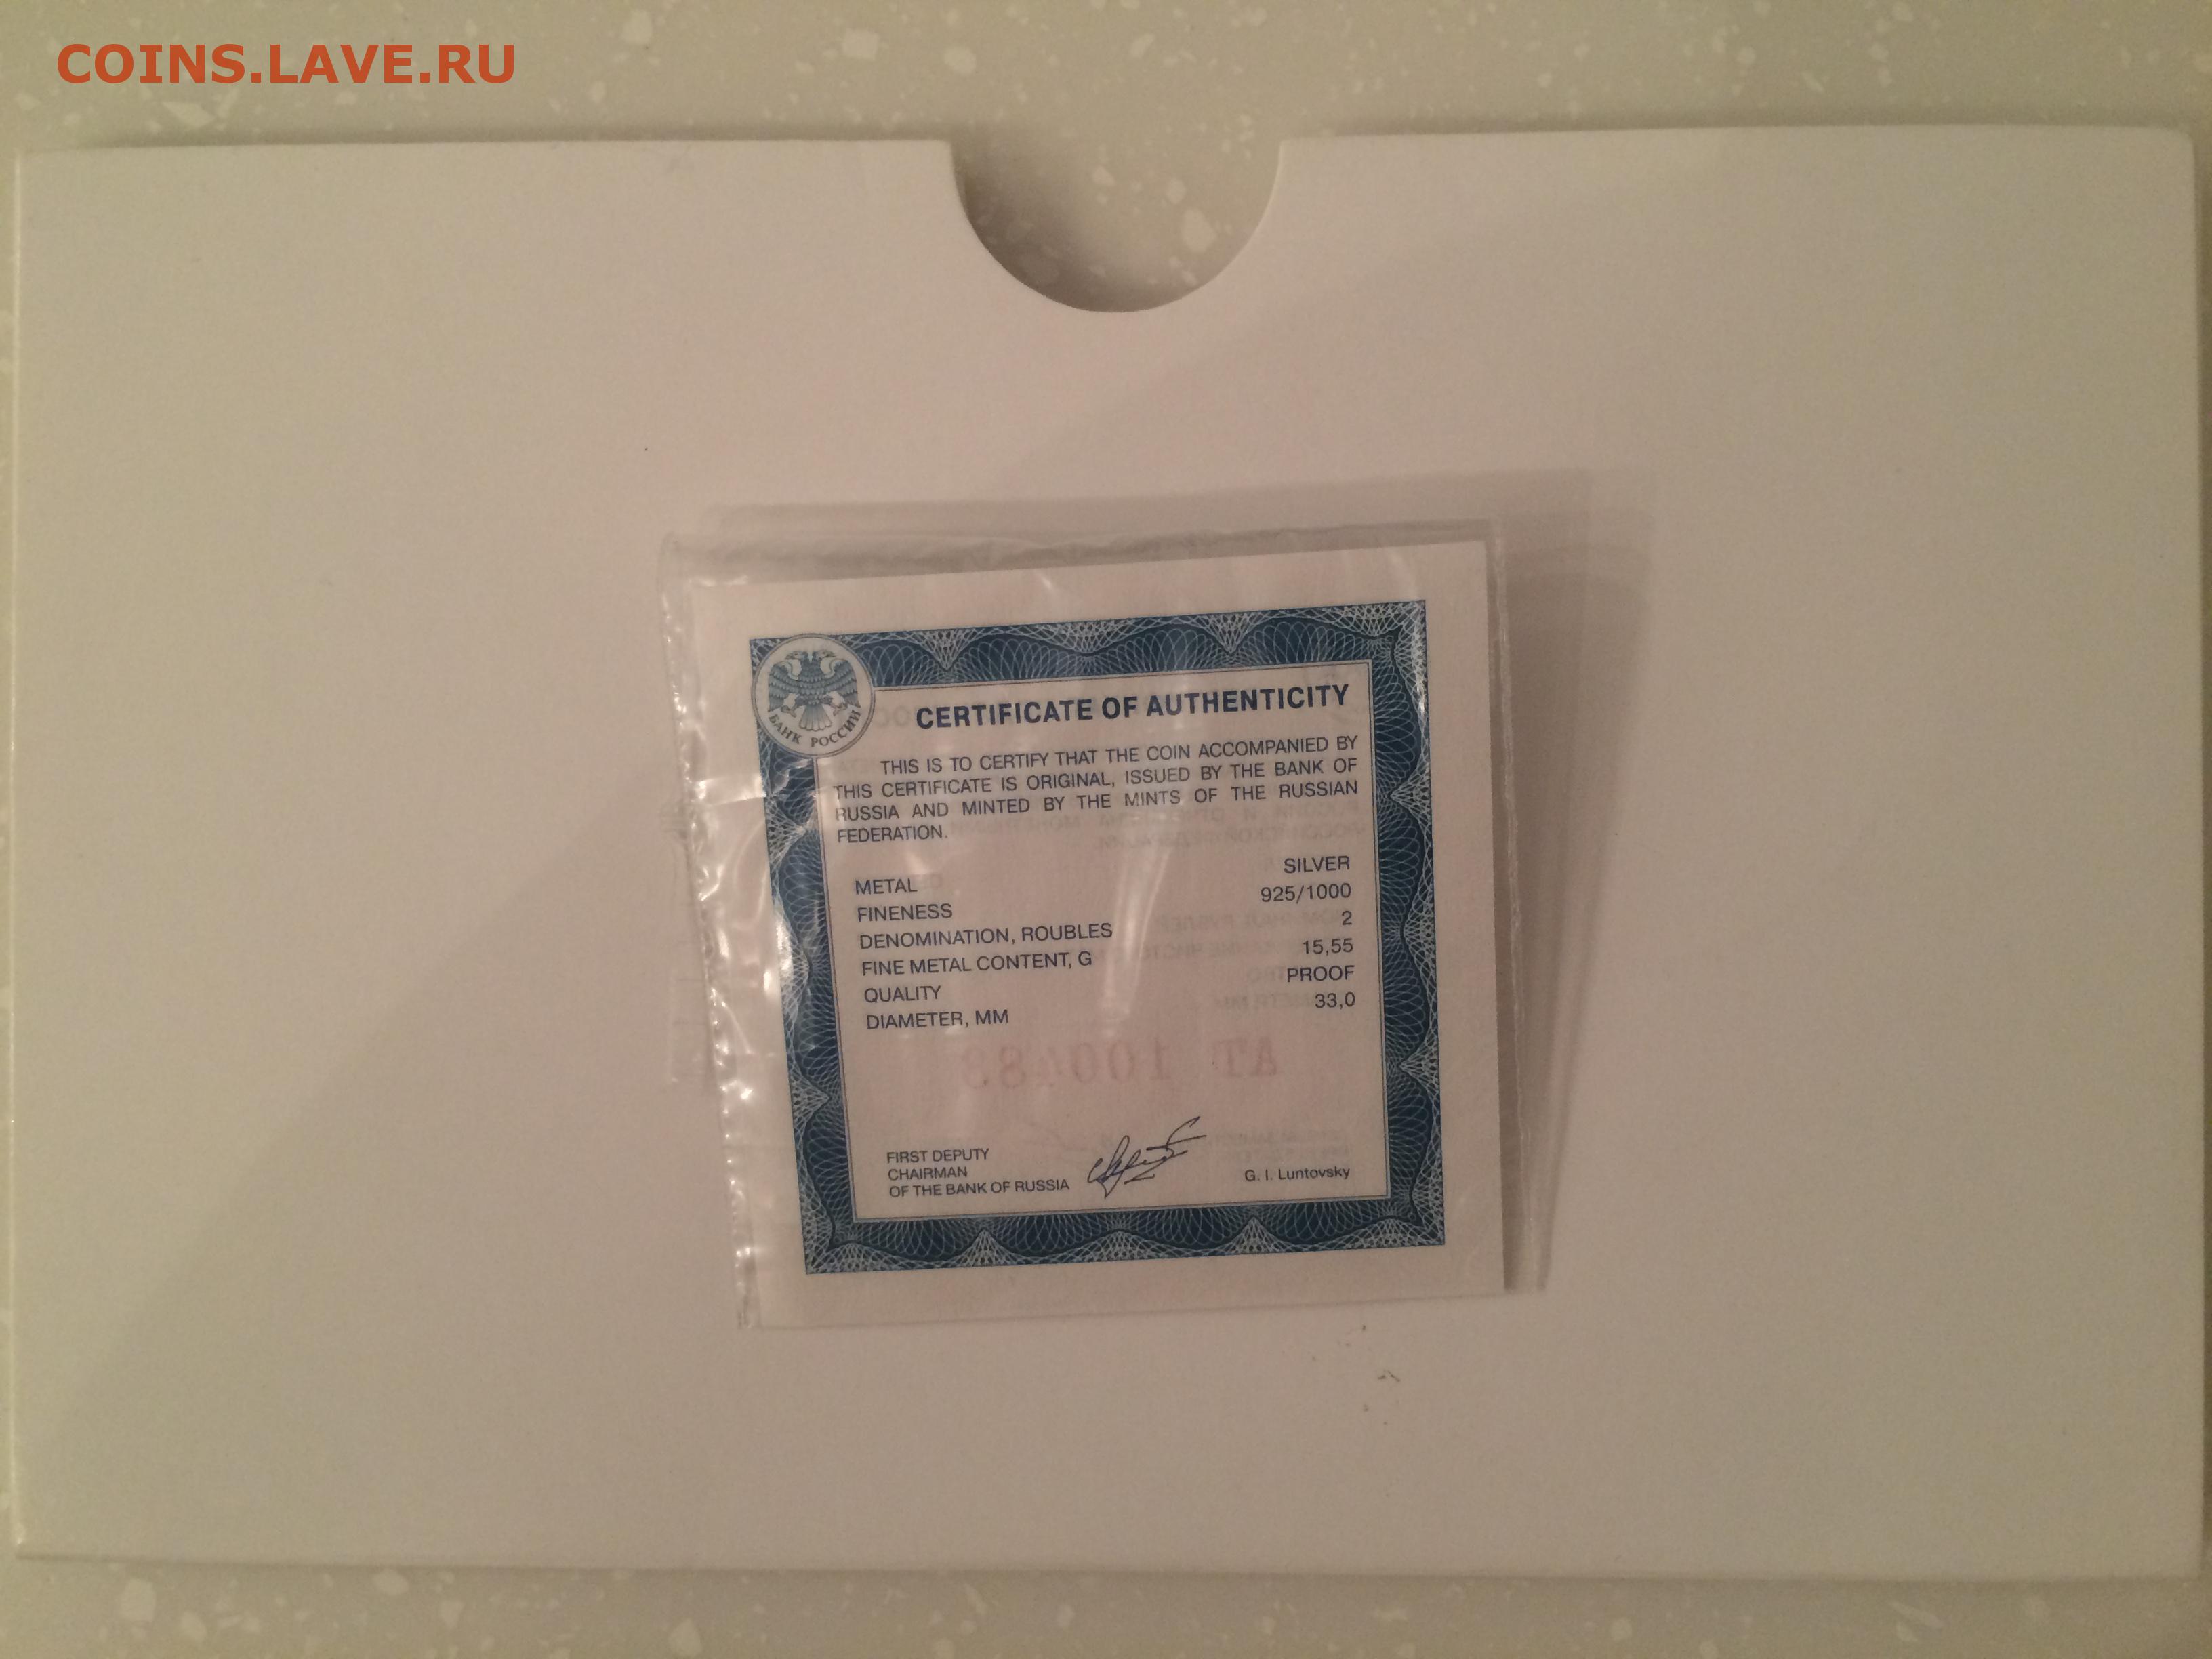 COINS.LAVE.RU
БАНК РОССИИ
CERTIFICATE OF AUTHENTICITY
THIS IS TO CERTIFY THAT THE COIN ACCOMPANIED BY
THIS CERTIFICATE IS ORIGINAL, ISSUED BY THE BANK OF
RUSSIA AND MINTED BY THE MINTS OF THE RUSSIAN
FEDERATION.
METAL SILVER
FINENESS 925/1000
DENOMINATION, ROUBLES 2
FINE METAL CONTENT, G 15,55
QUALITY PROOF
DIAMETER, MM 33,0
FIRST DEPUTY
CHAIRMAN
OF THE BANK OF RUSSIA
G. I. Luntovsky